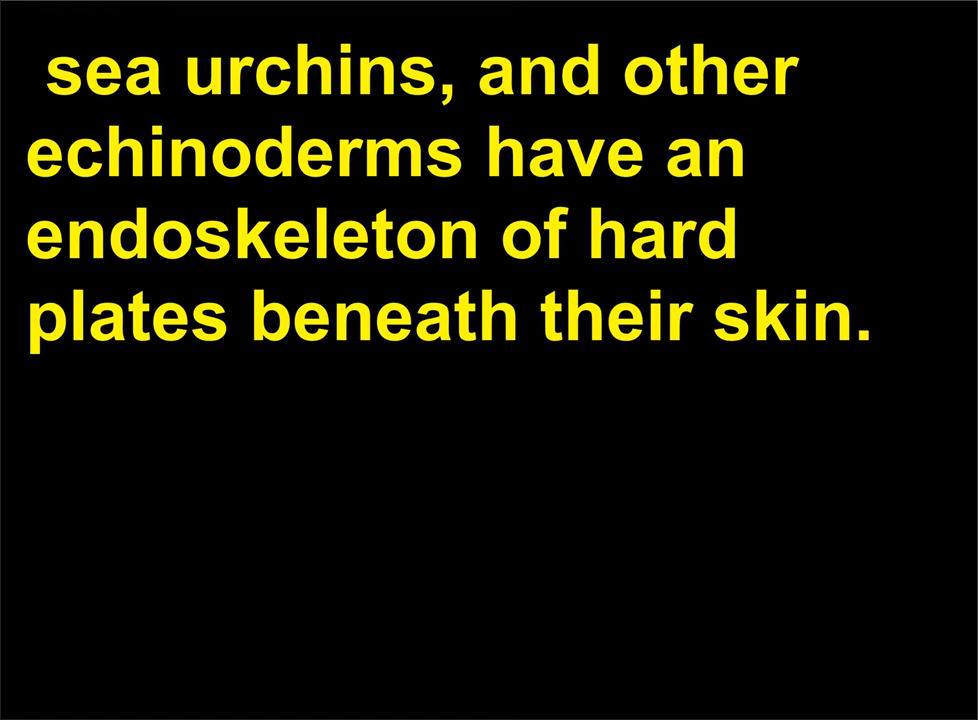 sea urchins, and other
echinoderms have an
endoskeleton of hard
plates beneath their skin.